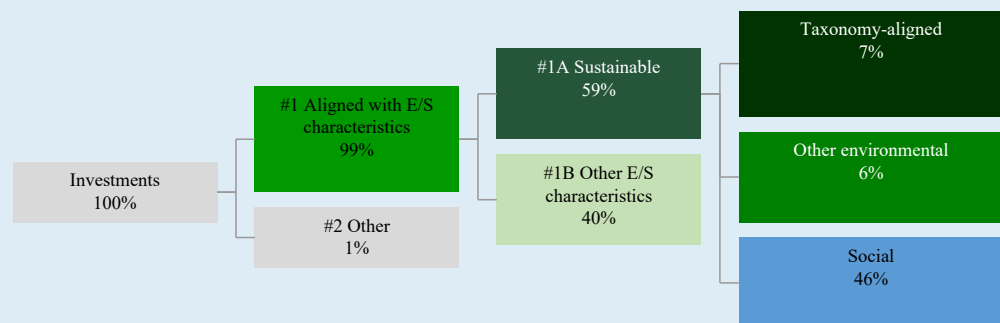 Investments
100%
#1 Aligned with E/S
characteristics
99%
#2 Other
1%
#1A Sustainable
59%
#1B Other E/S
characteristics
40%
Taxonomy-aligned
7%
Other environmental
6%
Social
46%